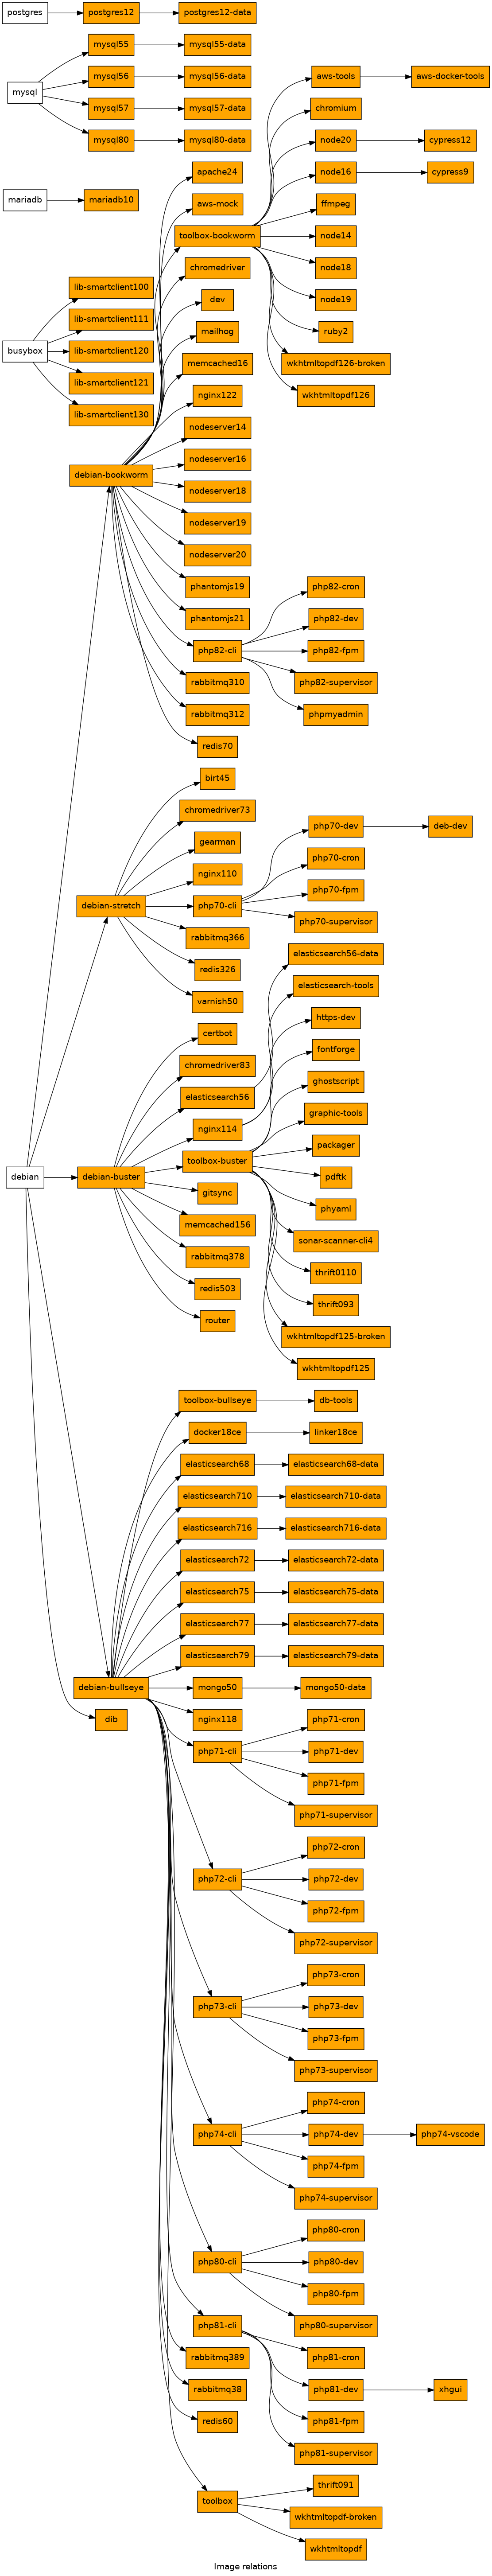 postgres
postgres12
postgres12-data
mysql
mysql55
mysql55-data
mysql56
mysql56-data
mysql57
mysql57-data
mysql80
mysql80-data
mariadb
mariadb10
busybox
lib-smartclient100
lib-smartclient111
lib-smartclient120
lib-smartclient121
lib-smartclient130
debian
debian-bookworm
apache24
aws-mock
toolbox-bookworm
aws-tools
aws-docker-tools
chromium
node20
cypress12
node16
cypress9
ffmpeg
node14
node18
node19
ruby2
wkhtmltopdf126-broken
wkhtmltopdf126
chromedriver
dev
mailhog
memcached16
nginx122
nodeserver14
nodeserver16
nodeserver18
nodeserver19
nodeserver20
phantomjs19
phantomjs21
php82-cli
php82-cron
php82-dev
php82-fpm
php82-supervisor
phpmyadmin
rabbitmq310
rabbitmq312
redis70
debian-stretch
birt45
chromedriver73
gearman
nginx110
php70-cli
php70-dev
deb-dev
php70-cron
php70-fpm
php70-supervisor
rabbitmq366
redis326
varnish50
debian-buster
certbot
chromedriver83
elasticsearch56
elasticsearch56-data
elasticsearch-tools
nginx114
https-dev
fontforge
toolbox-buster
ghostscript
graphic-tools
packager
pdftk
phyaml
sonar-scanner-cli4
thrift0110
thrift093
wkhtmltopdf125-broken
wkhtmltopdf125
gitsync
memcached156
rabbitmq378
redis503
router
debian-bullseye
toolbox-bullseye
db-tools
docker18ce
linker18ce
elasticsearch68
elasticsearch68-data
elasticsearch710
elasticsearch710-data
elasticsearch716
elasticsearch716-data
elasticsearch72
elasticsearch72-data
elasticsearch75
elasticsearch75-data
elasticsearch77
elasticsearch77-data
elasticsearch79
elasticsearch79-data
mongo50
mongo50-data
dib
nginx118
php71-cli
php71-cron
php71-dev
php71-fpm
php71-supervisor
php72-cli
php72-cron
php72-dev
php72-fpm
php72-supervisor
php73-cli
php73-cron
php73-dev
php73-fpm
php73-supervisor
php74-cli
php74-cron
php74-dev
php74-vscode
php74-fpm
php74-supervisor
php80-cli
php80-cron
php80-dev
php80-fpm
php80-supervisor
php81-cli
php81-cron
php81-dev
xhgui
php81-fpm
php81-supervisor
rabbitmq389
rabbitmq38
redis60
toolbox
thrift091
wkhtmltopdf-broken
wkhtmltopdf
Image relations